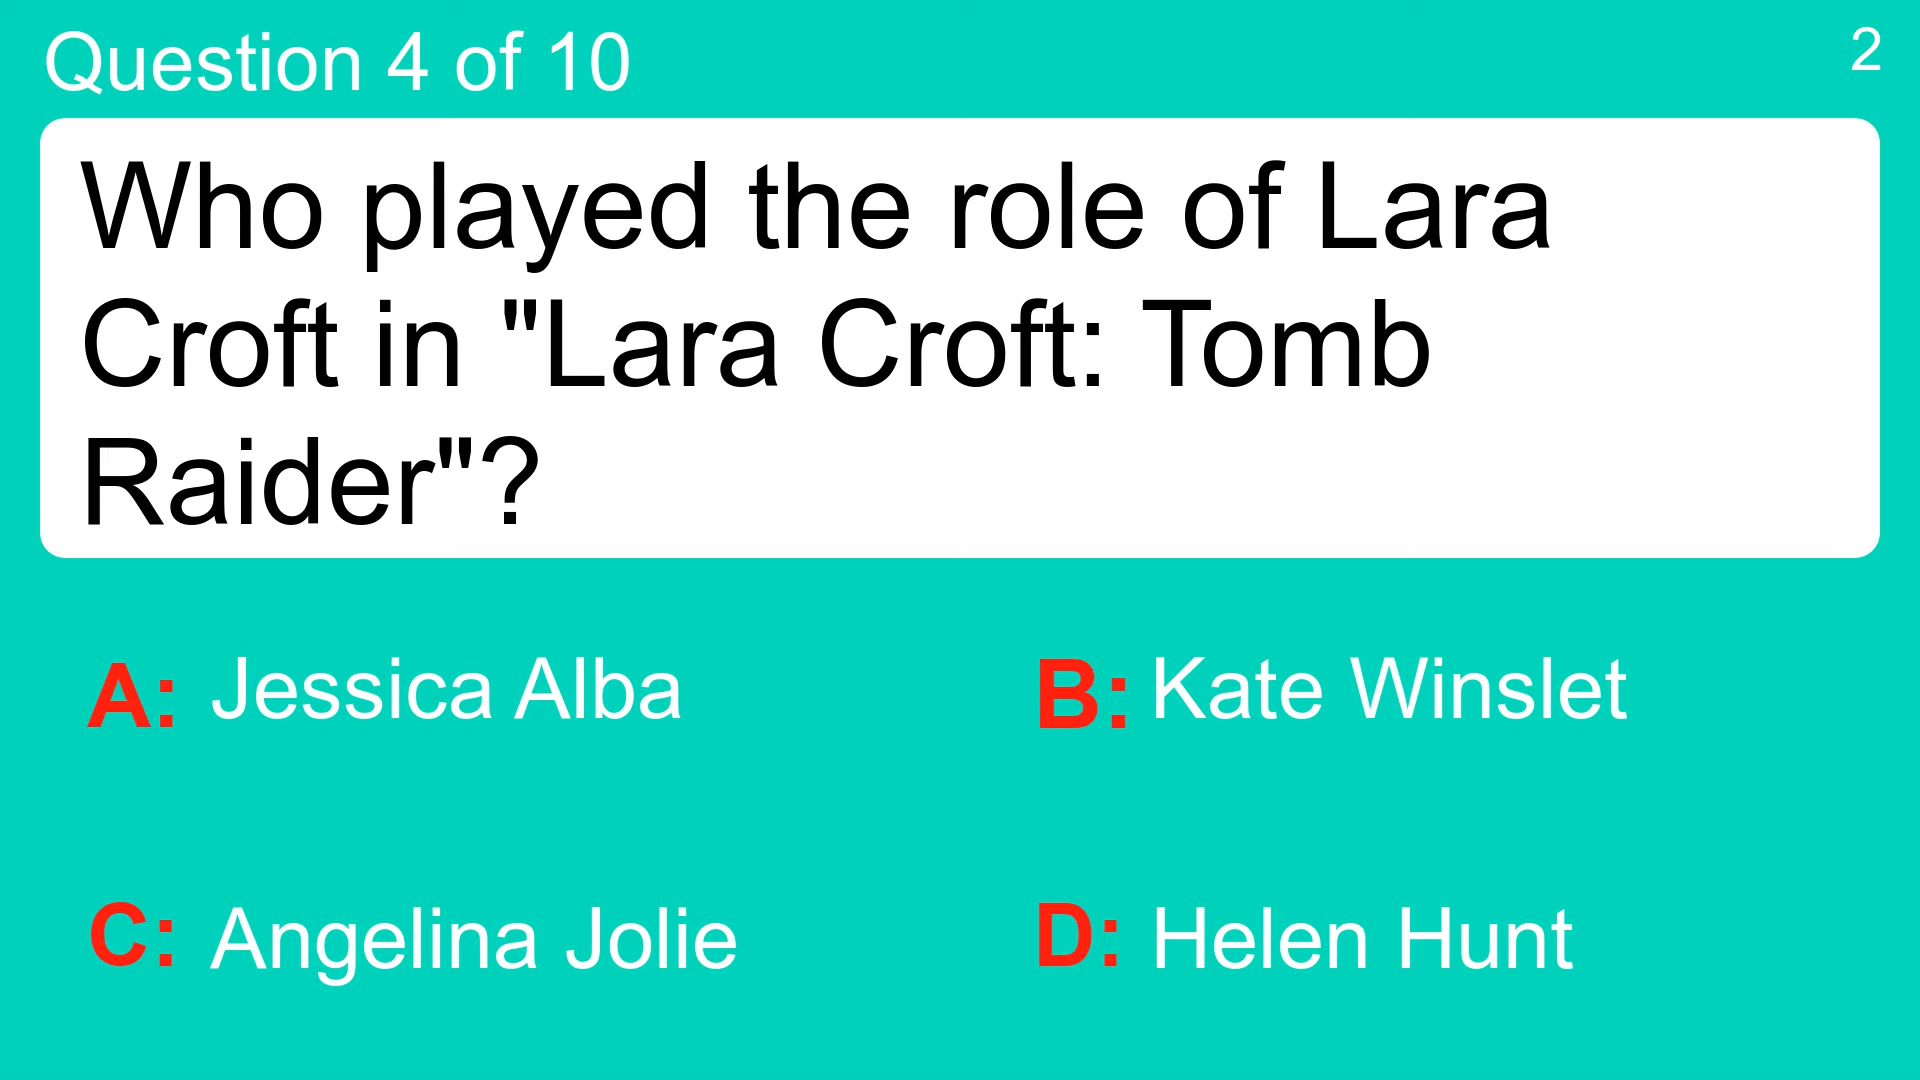 Question 4 of 10
2
Who played the role of Lara
Croft in "Lara Croft: Tomb
Raider"?
A: Jessica Alba
B: Kate Winslet
C: Angelina Jolie
D: Helen Hunt